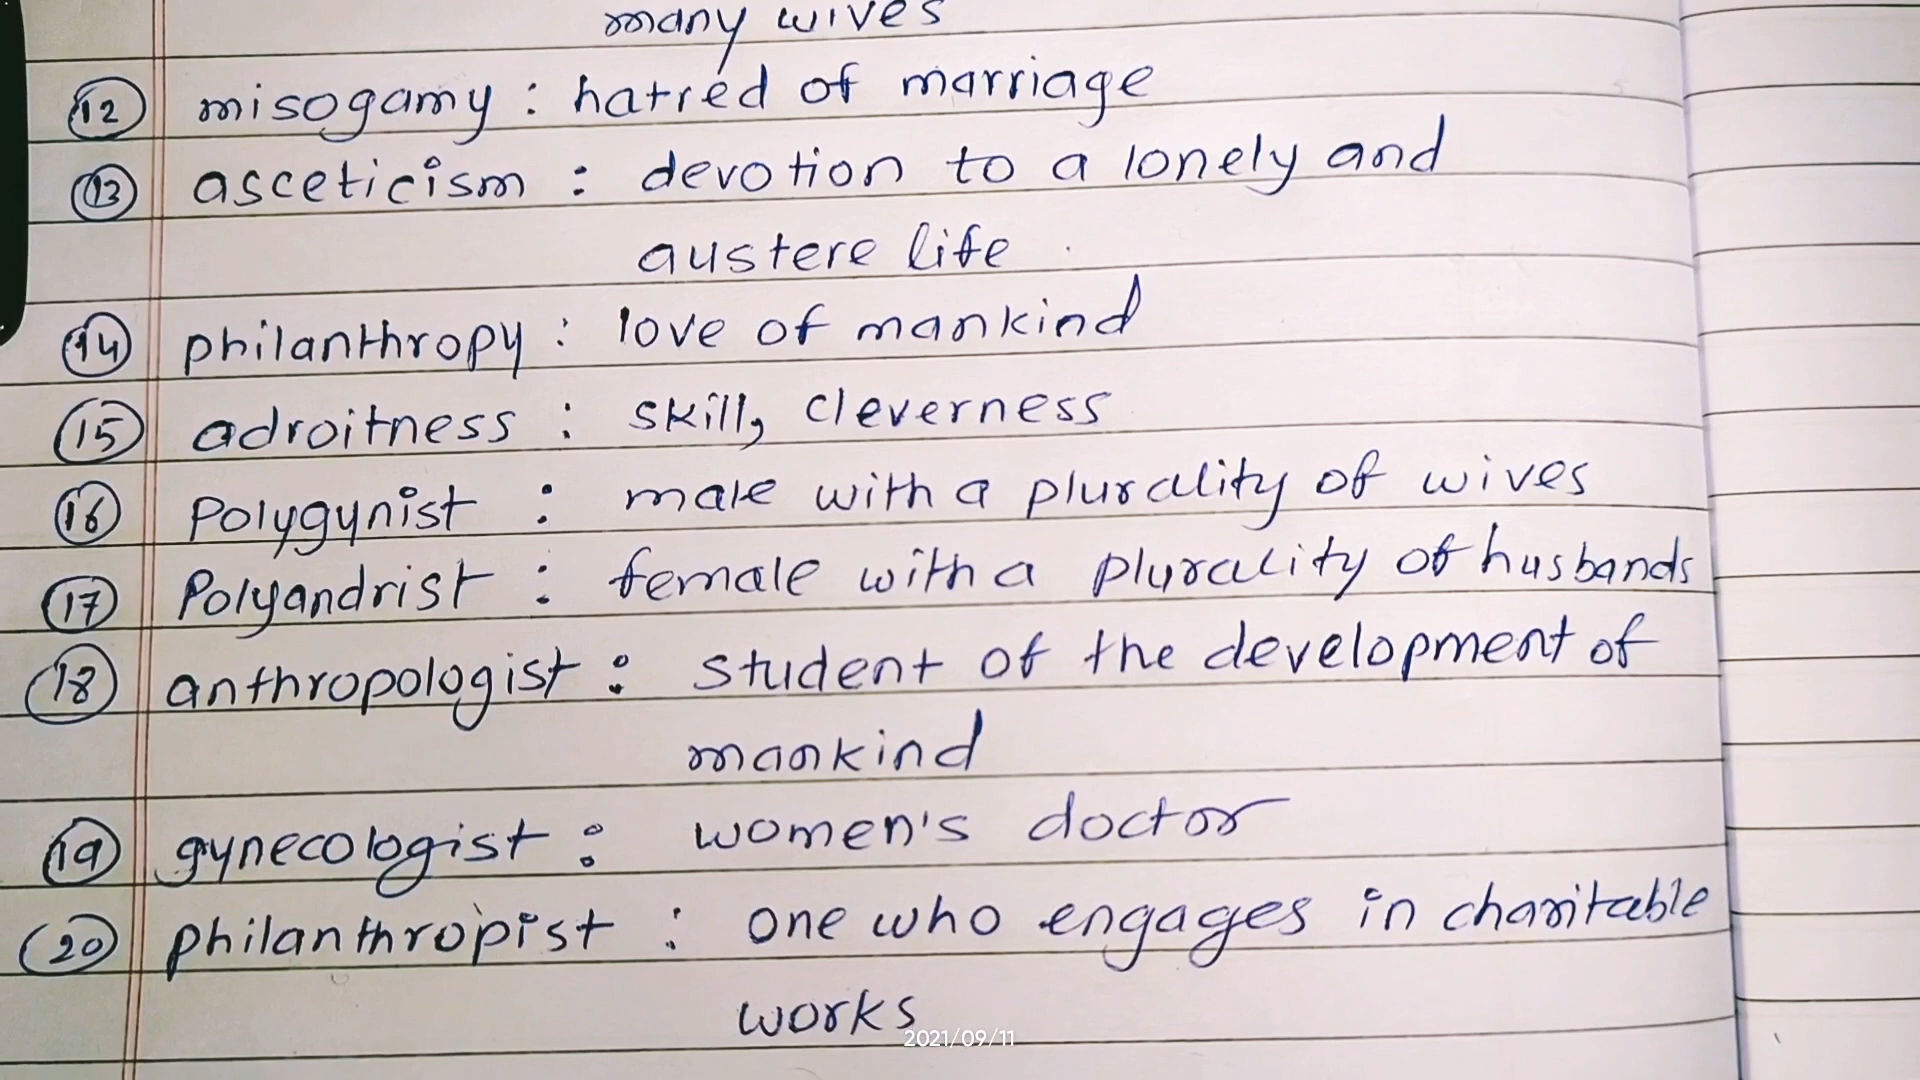 many wives
12 misogamy : hatred of marriage
13 asceticism : devotion to a lonely and
austere life
14 philanthropy : love of mankind
15 adroitness : skill, cleverness
16 Polygynist : male with a plurality of wives
17 Polyandrist : female with a plurality of husbands
18 anthropologist : student of the development of
mankind
19 gynecologist : women's doctor
20 philanthropist : one who engages in charitable
works
2021/09/11